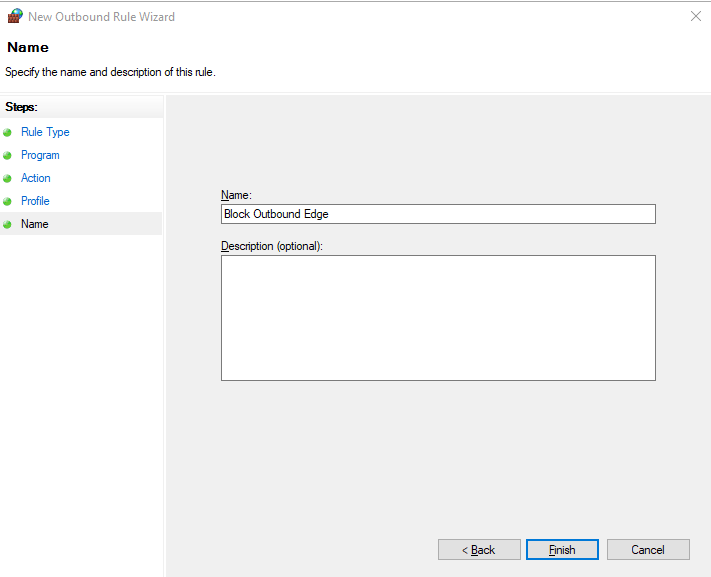 New Outbound Rule Wizard
Name
Specify the name and description of this rule.
Steps:
Rule Type
Program
Action
Profile
Name
Name:
Block Outbound Edge
Description (optional):
< Back
Finish
Cancel